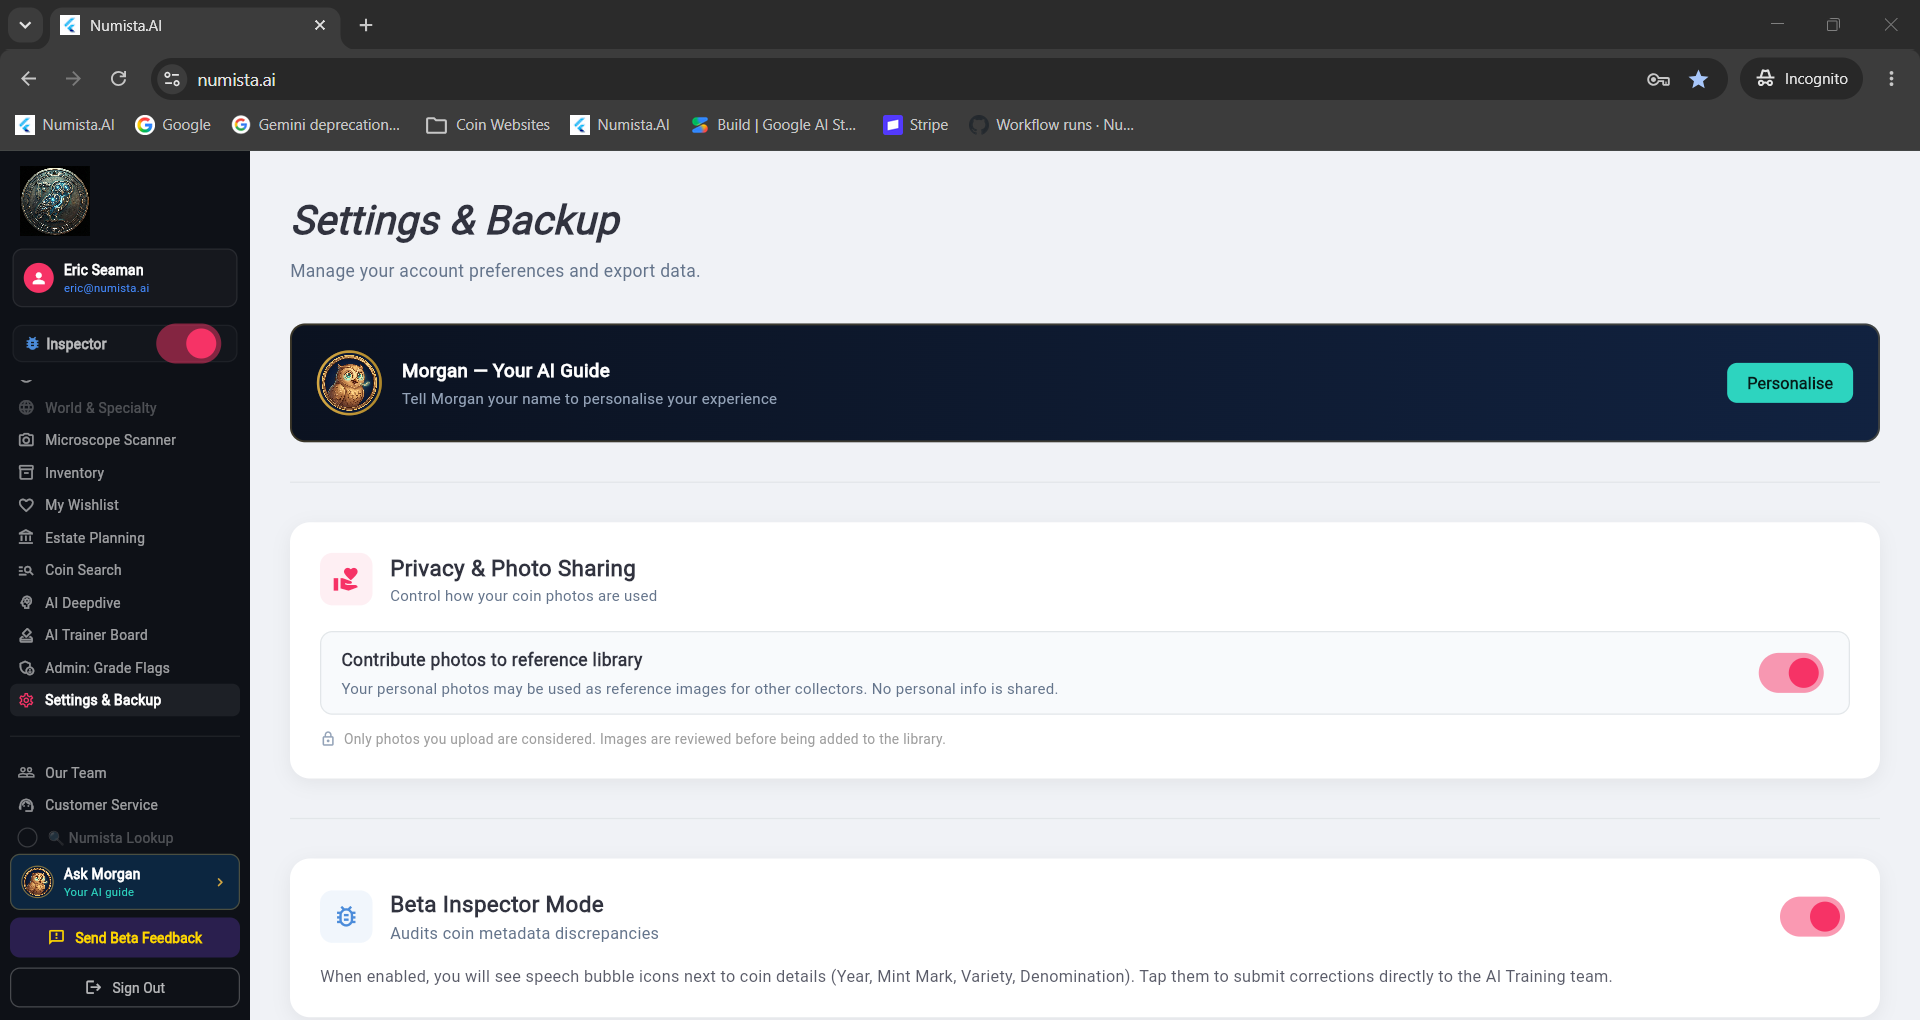 Numista.AI
numista.ai
Incognito
Numista.AI
Google
Gemini deprecation...
Coin Websites
Numista.AI
Build | Google AI St...
Stripe
Workflow runs · Nu...
Eric Seaman
eric@numista.ai
Inspector
World & Specialty
Microscope Scanner
Inventory
My Wishlist
Estate Planning
Coin Search
AI Deepdive
AI Trainer Board
Admin: Grade Flags
Settings & Backup
Our Team
Customer Service
Numista Lookup
Ask Morgan
Your AI guide
Send Beta Feedback
Sign Out
Settings & Backup
Manage your account preferences and export data.
Morgan — Your AI Guide
Tell Morgan your name to personalise your experience
Personalise
Privacy & Photo Sharing
Control how your coin photos are used
Contribute photos to reference library
Your personal photos may be used as reference images for other collectors. No personal info is shared.
Only photos you upload are considered. Images are reviewed before being added to the library.
Beta Inspector Mode
Audits coin metadata discrepancies
When enabled, you will see speech bubble icons next to coin details (Year, Mint Mark, Variety, Denomination). Tap them to submit corrections directly to the AI Training team.